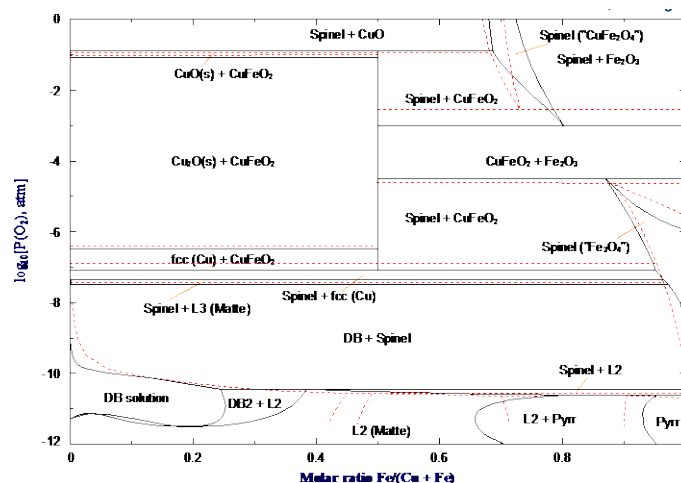 0
Spinel + CuO
Spinel ("CuFe₂O₄")
Spinel + Fe₂O₃
CuO(s) + CuFeO₂
-2
Spinel + CuFeO₂
Cu₂O(s) + CuFeO₂
CuFeO₂ + Fe₂O₃
-4
log₁₀[P(O₂), atm]
Spinel + CuFeO₂
-6
Spinel ("Fe₃O₄")
fcc (Cu) + CuFeO₂
Spinel + fcc (Cu)
Spinel + L3 (Matte)
-8
DB + Spinel
Spinel + L2
-10
DB solution
DB2 + L2
L2 + Pyrr
Pyrr
L2 (Matte)
-12
0 0.2 0.4 0.6 0.8
Molar ratio Fe/(Cu + Fe)